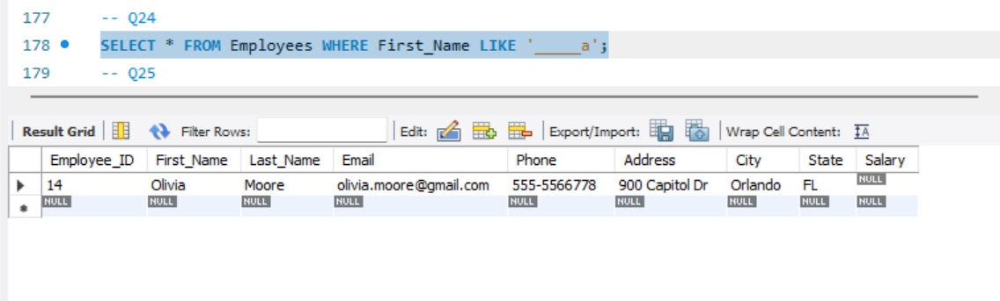 177 -- Q24
178 SELECT * FROM Employees WHERE First_Name LIKE '_____a';
179 -- Q25
Result Grid Filter Rows: Edit: Export/Import: Wrap Cell Content: IA
Employee_ID First_Name Last_Name Email Phone Address City State Salary
14 Olivia Moore olivia.moore@gmail.com 555-5566778 900 Capitol Dr Orlando FL NULL
NULL NULL NULL NULL NULL NULL NULL NULL NULL